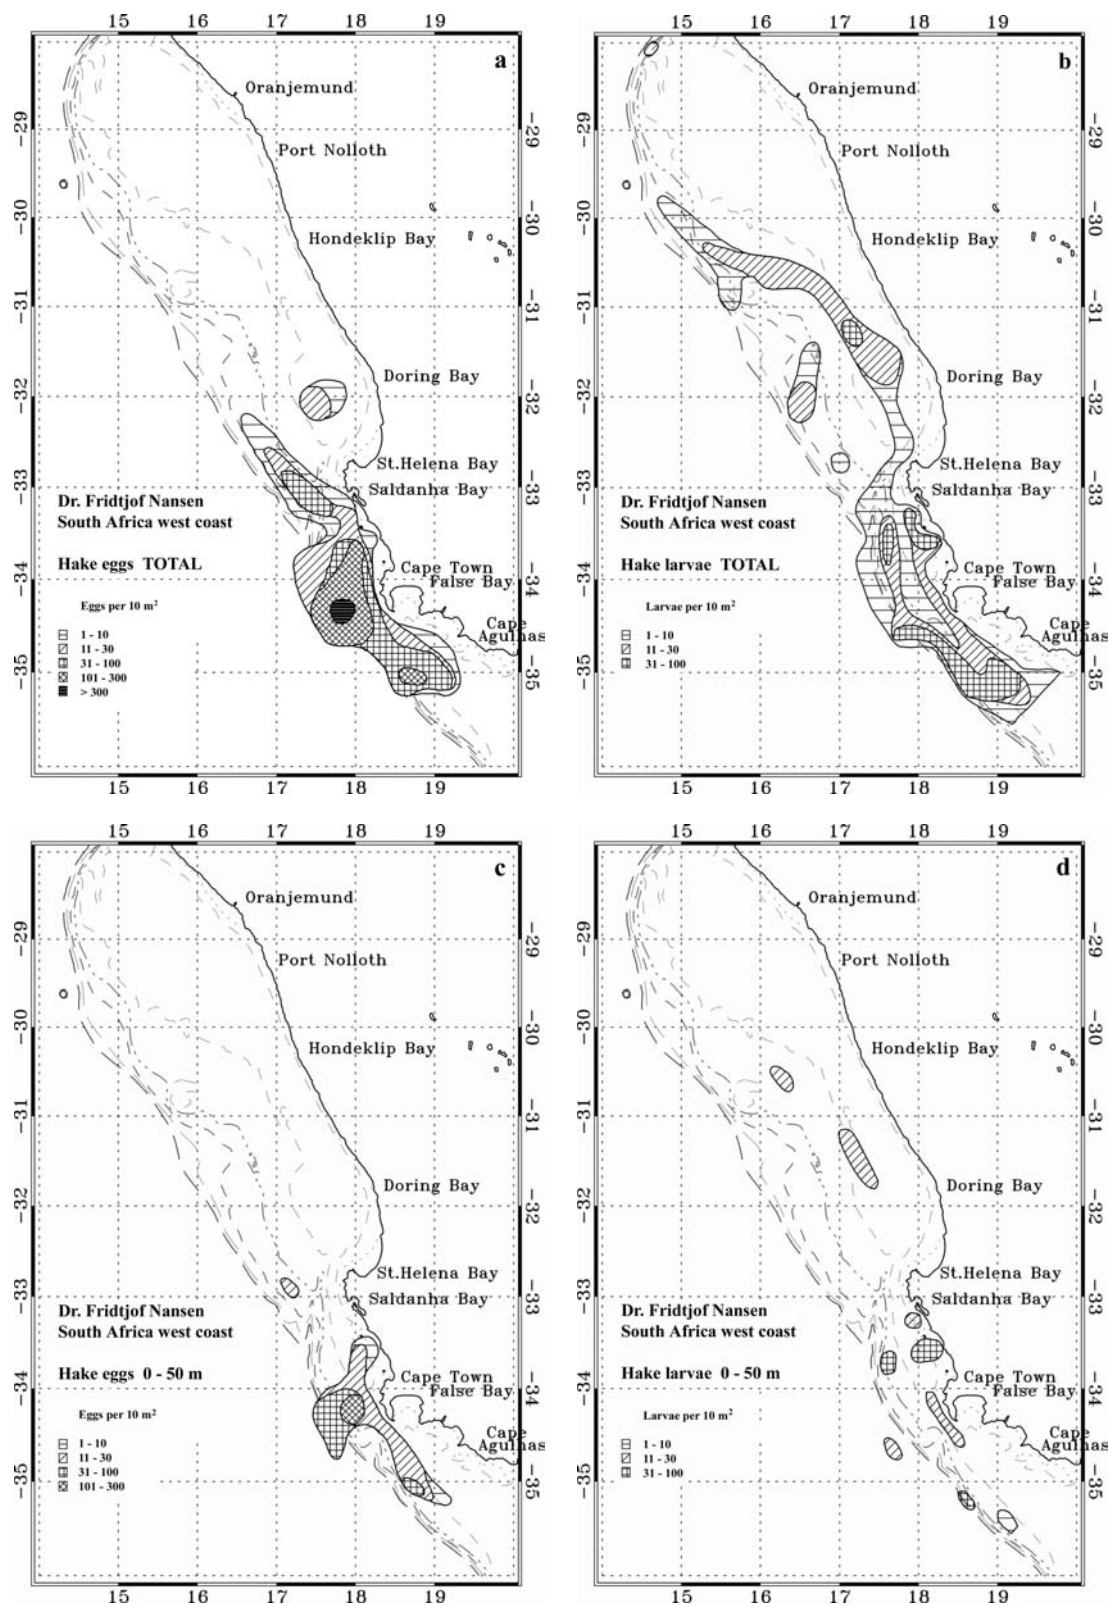 15 16 17 18 19
a
Oranjemund
-29 -29
Port Nolloth
-30 -30
Hondeklip Bay
-31 -31
Doring Bay
-32 -32
St.Helena Bay
Saldanha Bay
-33 -33
Dr. Fridtjof Nansen
South Africa west coast
Hake eggs TOTAL
Cape Town
False Bay
-34 -34
Eggs per 10 m²
Cape
Agulhas
1 - 10
11 - 30
31 - 100
101 - 300
> 300
-35 -35
15 16 17 18 19
15 16 17 18 19
b
Oranjemund
-29 -29
Port Nolloth
-30 -30
Hondeklip Bay
-31 -31
Doring Bay
-32 -32
St.Helena Bay
Saldanha Bay
-33 -33
Dr. Fridtjof Nansen
South Africa west coast
Hake larvae TOTAL
Cape Town
False Bay
-34 -34
Larvae per 10 m²
Cape
Agulhas
1 - 10
11 - 30
31 - 100
-35 -35
15 16 17 18 19
15 16 17 18 19
c
Oranjemund
-29 -29
Port Nolloth
-30 -30
Hondeklip Bay
-31 -31
Doring Bay
-32 -32
St.Helena Bay
Saldanha Bay
-33 -33
Dr. Fridtjof Nansen
South Africa west coast
Hake eggs 0 - 50 m
Cape Town
False Bay
-34 -34
Eggs per 10 m²
Cape
Agulhas
1 - 10
11 - 30
31 - 100
101 - 300
-35 -35
16 17 18 19
15 16 17 18 19
d
Oranjemund
-29 -29
Port Nolloth
-30 -30
Hondeklip Bay
-31 -31
Doring Bay
-32 -32
St.Helena Bay
Saldanha Bay
-33 -33
Dr. Fridtjof Nansen
South Africa west coast
Hake larvae 0 - 50 m
Cape Town
False Bay
-34 -34
Larvae per 10 m²
Cape
Agulhas
1 - 10
11 - 30
31 - 100
-35 -35
15 16 17 18 19